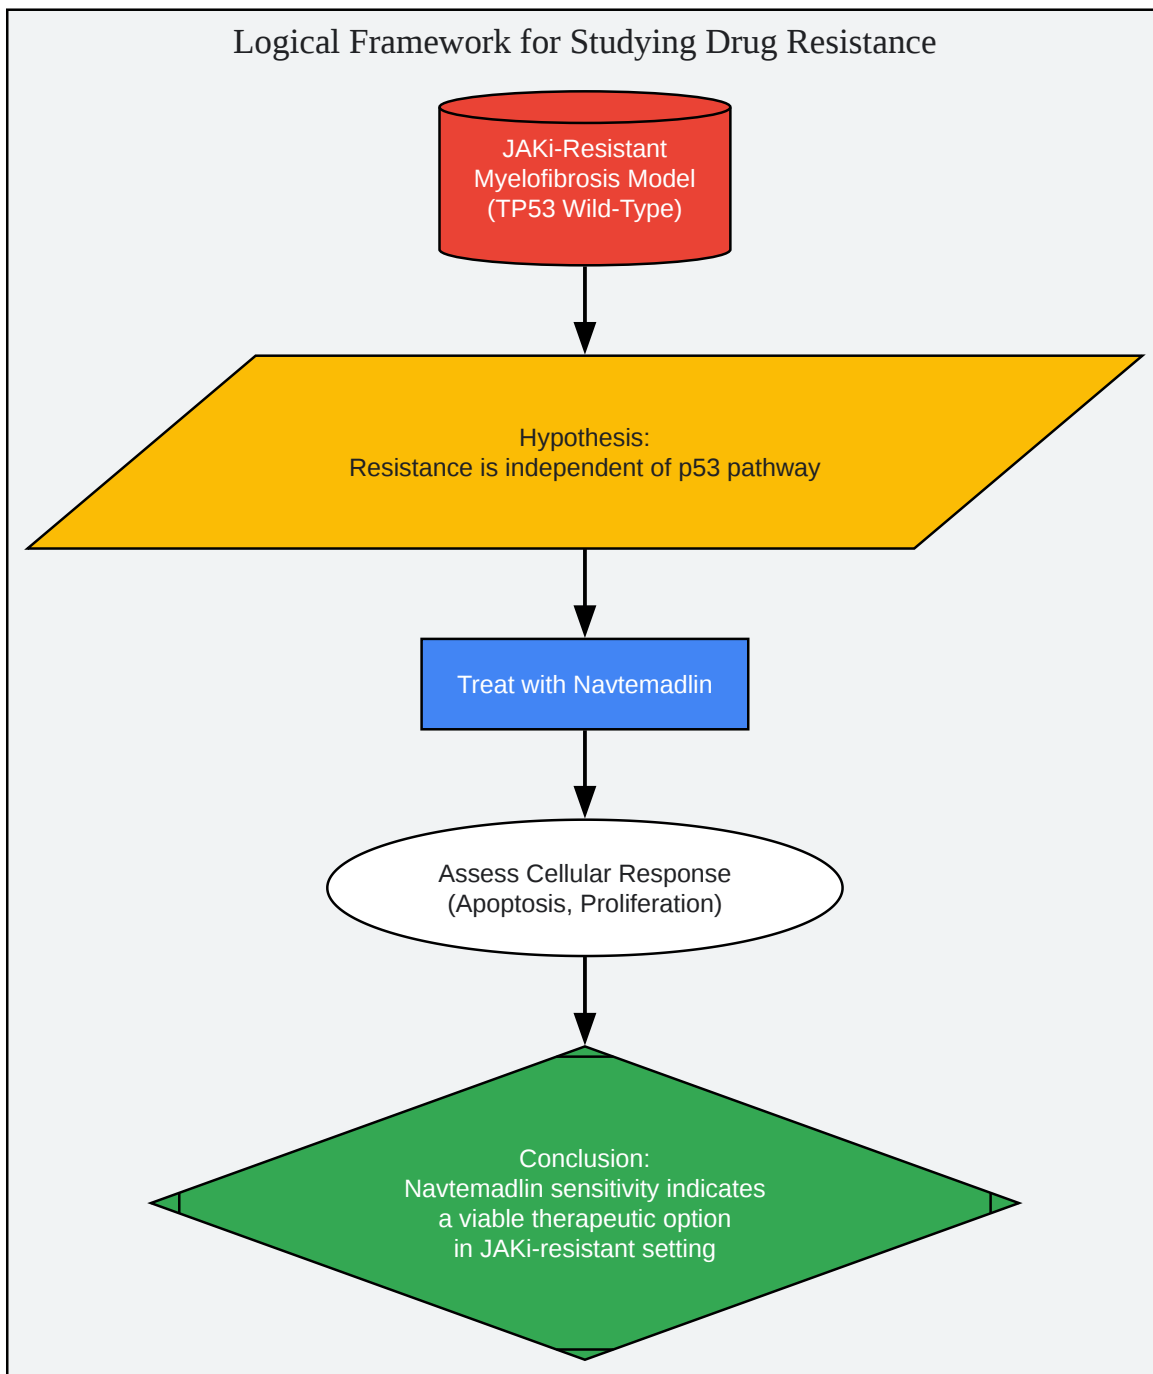 Logical Framework for Studying Drug Resistance
JAKi-Resistant
Myelofibrosis Model
(TP53 Wild-Type)
Hypothesis:
Resistance is independent of p53 pathway
Treat with Navtemadlin
Assess Cellular Response
(Apoptosis, Proliferation)
Conclusion:
Navtemadlin sensitivity indicates
a viable therapeutic option
in JAKi-resistant setting